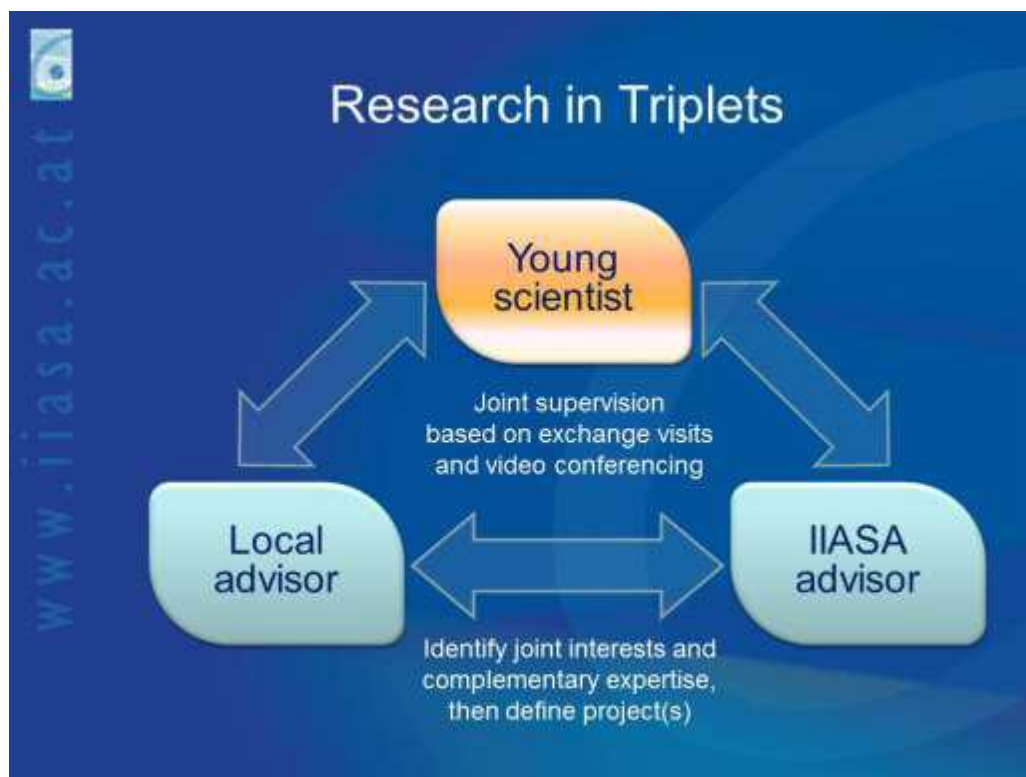 www.iiasa.ac.at
Research in Triplets
Young
scientist
Joint supervision
based on exchange visits
and video conferencing
Local
advisor
IIASA
advisor
Identify joint interests and
complementary expertise,
then define project(s)